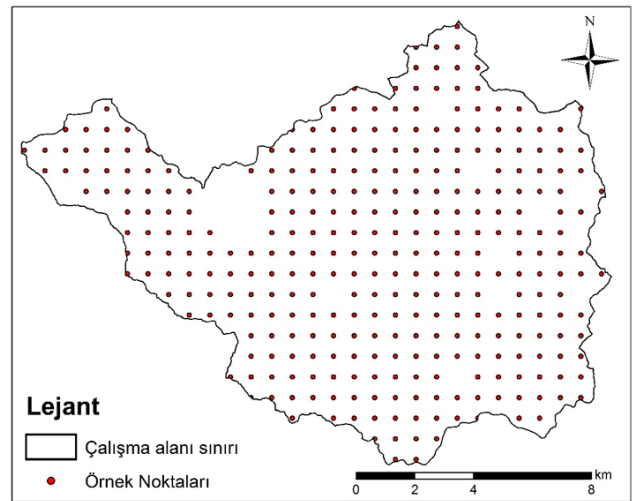 N
Lejant
Çalışma alanı sınırı
Örnek Noktaları
km
0 2 4 8